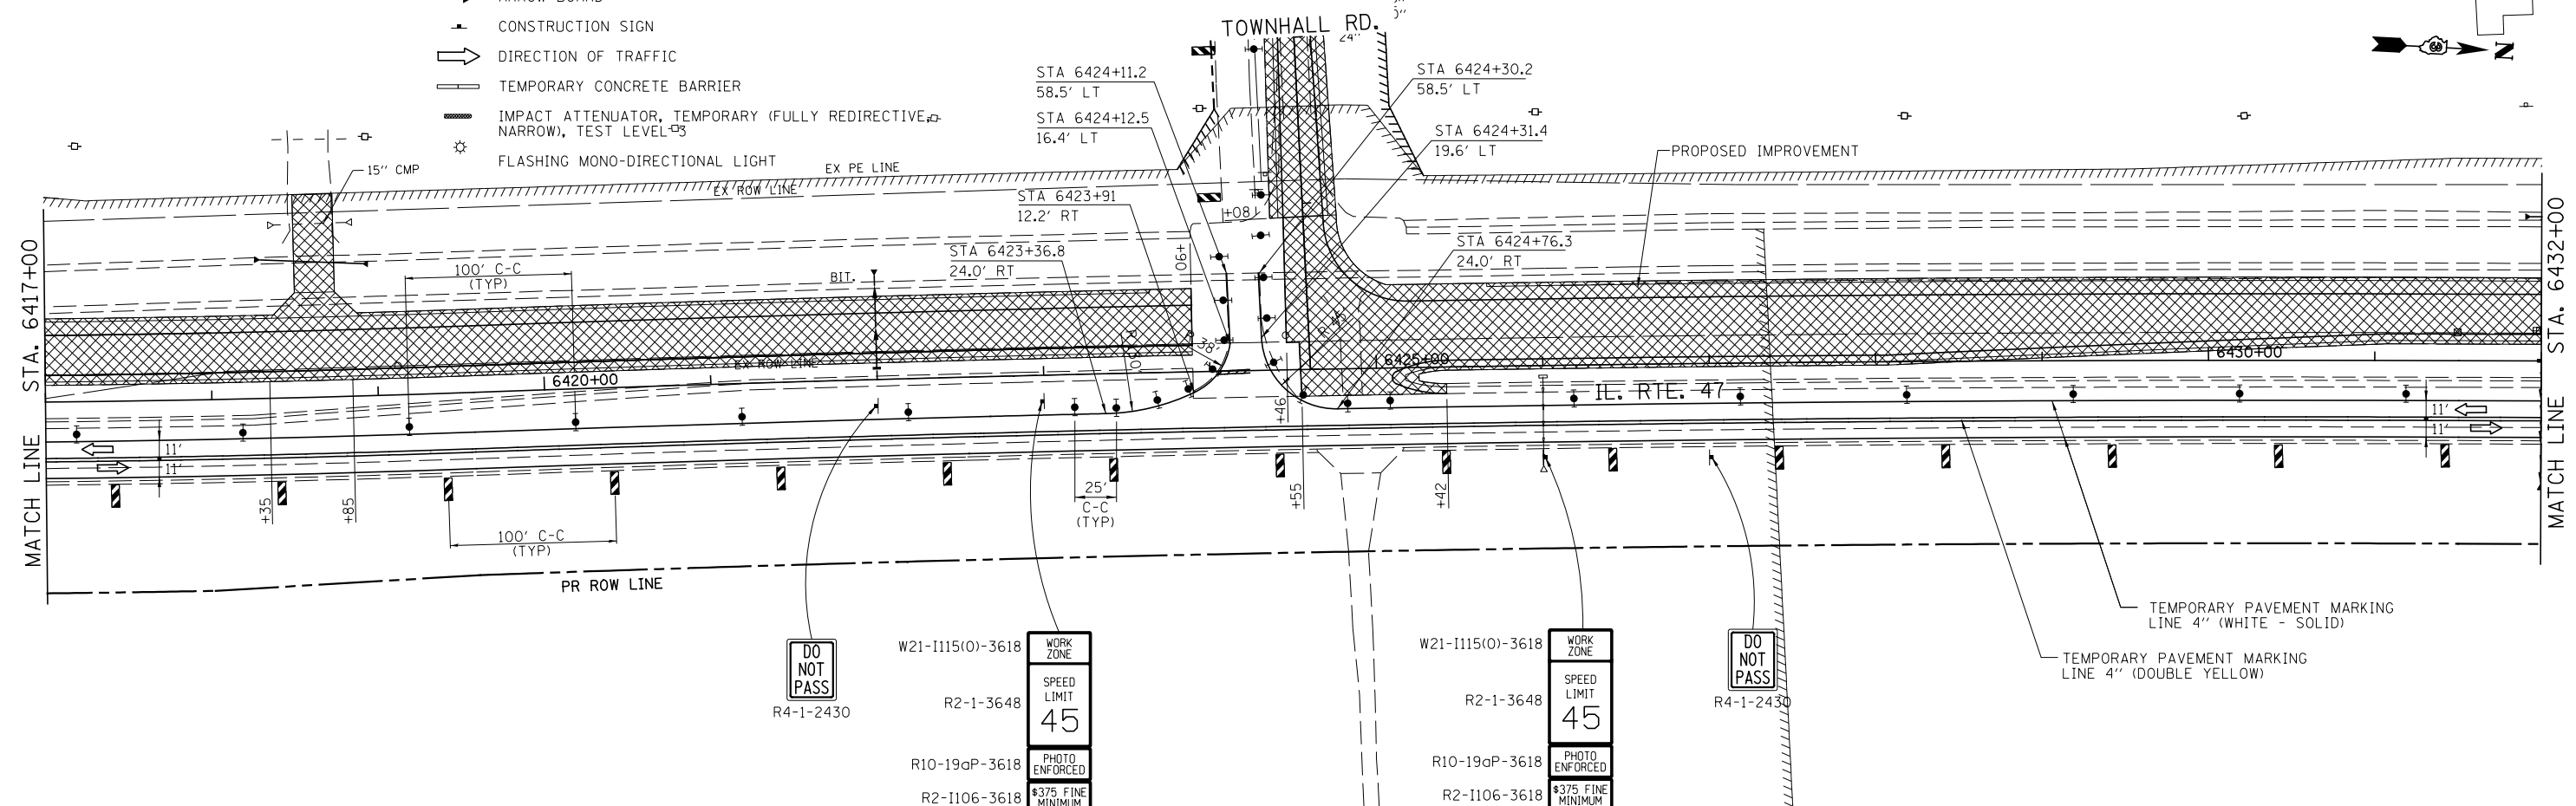 CONSTRUCTION SIGN
DIRECTION OF TRAFFIC
TEMPORARY CONCRETE BARRIER
IMPACT ATTENUATOR, TEMPORARY (FULLY REDIRECTIVE,
NARROW), TEST LEVEL 3
FLASHING MONO-DIRECTIONAL LIGHT
TOWNHALL RD.
24"
N
STA 6424+11.2
58.5' LT
STA 6424+12.5
16.4' LT
STA 6423+91
12.2' RT
STA 6423+36.8
24.0' RT
STA 6424+30.2
58.5' LT
STA 6424+31.4
19.6' LT
STA 6424+76.3
24.0' RT
PROPOSED IMPROVEMENT
15" CMP
EX PE LINE
EX ROW LINE
100' C-C
(TYP)
BIT.
+90
+80
38'
R 45'
EX ROW LINE
6420+00
6425+00
6430+00
IL. RTE. 47
+46
11'
11'
11'
11'
+35
+85
+55
+42
25'
C-C
(TYP)
100' C-C
(TYP)
PR ROW LINE
MATCH LINE STA. 6417+00
MATCH LINE STA. 6432+00
TEMPORARY PAVEMENT MARKING
LINE 4" (WHITE - SOLID)
TEMPORARY PAVEMENT MARKING
LINE 4" (DOUBLE YELLOW)
DO
NOT
PASS
R4-1-2430
W21-I115(O)-3618
WORK
ZONE
R2-1-3648
SPEED
LIMIT
45
R10-19aP-3618
PHOTO
ENFORCED
R2-I106-3618
$375 FINE
MINIMUM
W21-I115(O)-3618
WORK
ZONE
R2-1-3648
SPEED
LIMIT
45
R10-19aP-3618
PHOTO
ENFORCED
R2-I106-3618
$375 FINE
MINIMUM
DO
NOT
PASS
R4-1-2430